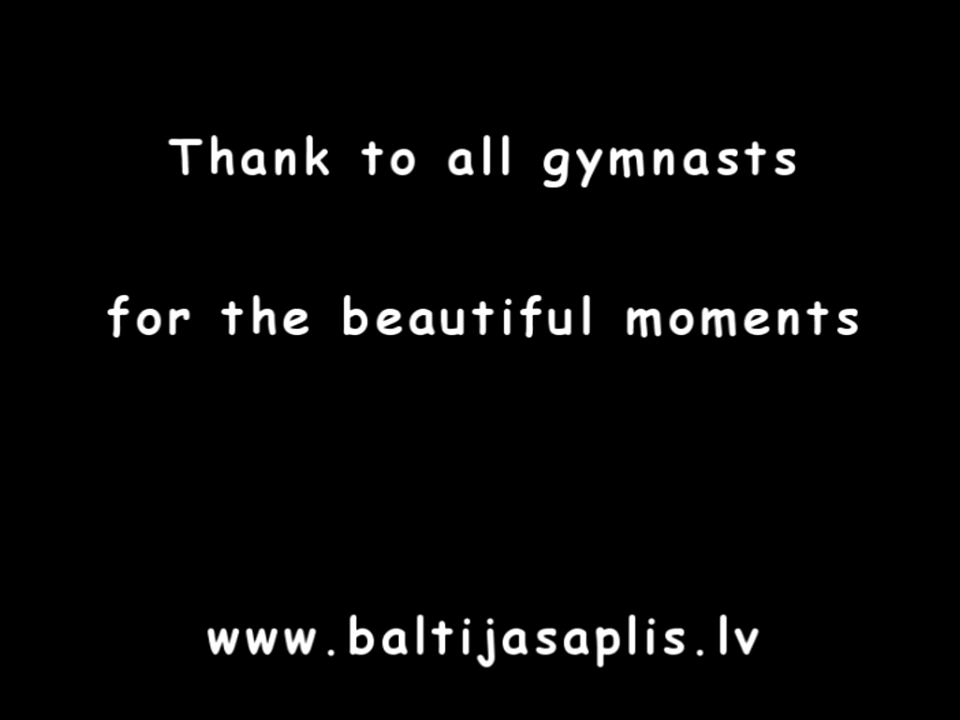 Thank to all gymnasts
for the beautiful moments
www.baltijasaplis.lv